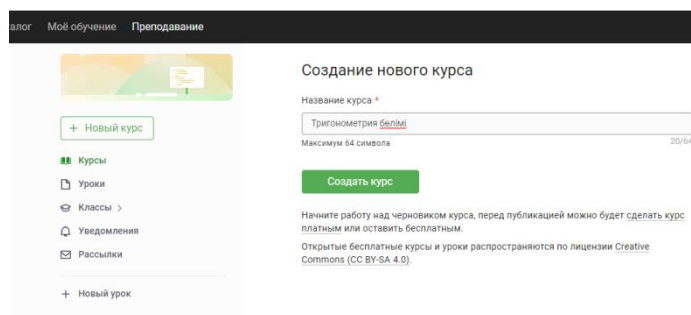 алог Моё обучение Преподавание
Создание нового курса
Название курса *
Тригонометрия бөлімі
Максимум 64 символа 20/64
Создать курс
Начните работу над черновиком курса, перед публикацией можно будет сделать курс
платным или оставить бесплатным.
Открытые бесплатные курсы и уроки распространяются по лицензии Creative
Commons (CC BY-SA 4.0).
+ Новый курс
Курсы
Уроки
Классы >
Уведомления
Рассылки
+ Новый урок